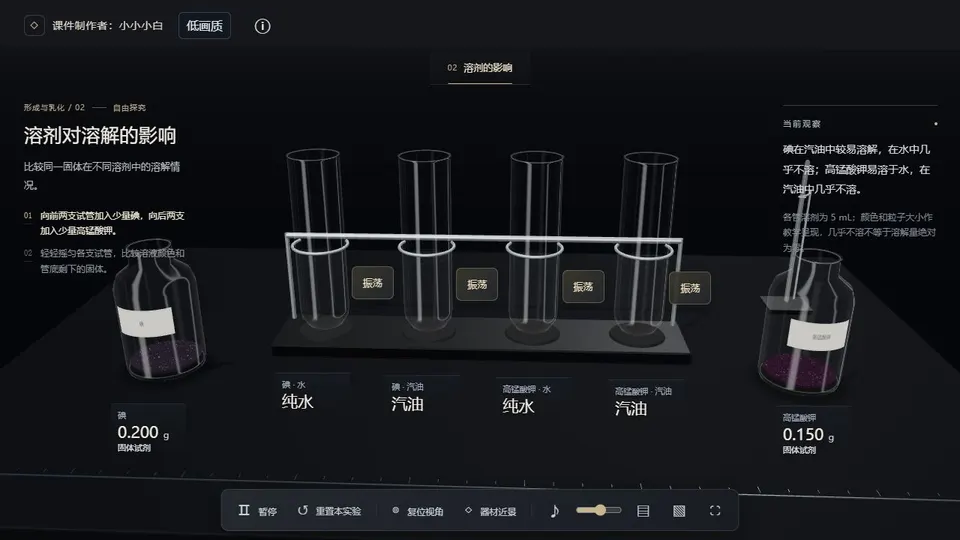 课件制作者：小小小白
低画质
02 溶剂的影响
形成与乳化 / 02 —— 自由探究
溶剂对溶解的影响
比较同一固体在不同溶剂中的溶解情
况。
01 向前两支试管加入少量碘，向后两支
加入少量高锰酸钾。
02 轻轻摇匀各支试管，比较溶液颜色和
管底剩下的固体。
当前观察
碘在汽油中较易溶解，在水中几
乎不溶；高锰酸钾易溶于水，在
汽油中几乎不溶。
各管溶剂为 5 mL；颜色和粒子大小作
教学呈现，几乎不溶不等于溶解量绝对
为
振荡
振荡
振荡
振荡
碘
碘 · 水
纯水
碘 · 汽油
汽油
高锰酸钾 · 水
纯水
高锰酸钾 · 汽油
汽油
碘
0.200 g
固体试剂
高锰酸钾
0.150 g
固体试剂
暂停
重置本实验
复位视角
器材近景